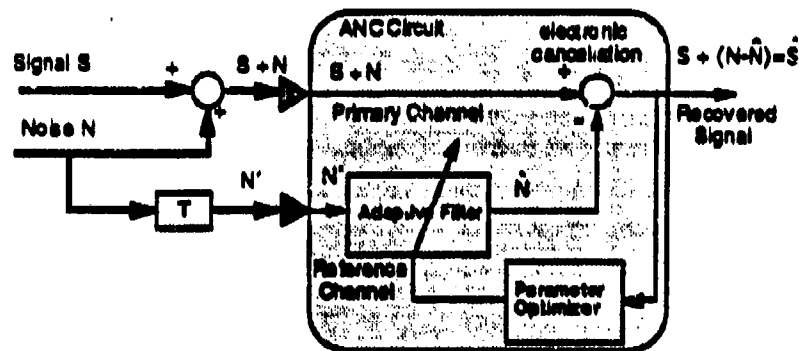 ANC Circuit
electronic
cancellation
Signal S
+
S + N
S + N
+
S + (N-N̂)=Ŝ
+
Primary Channel
-
Recovered
Signal
Noise N
N'
N'
N̂
T
Adaptive Filter
Reference
Channel
Parameter
Optimizer